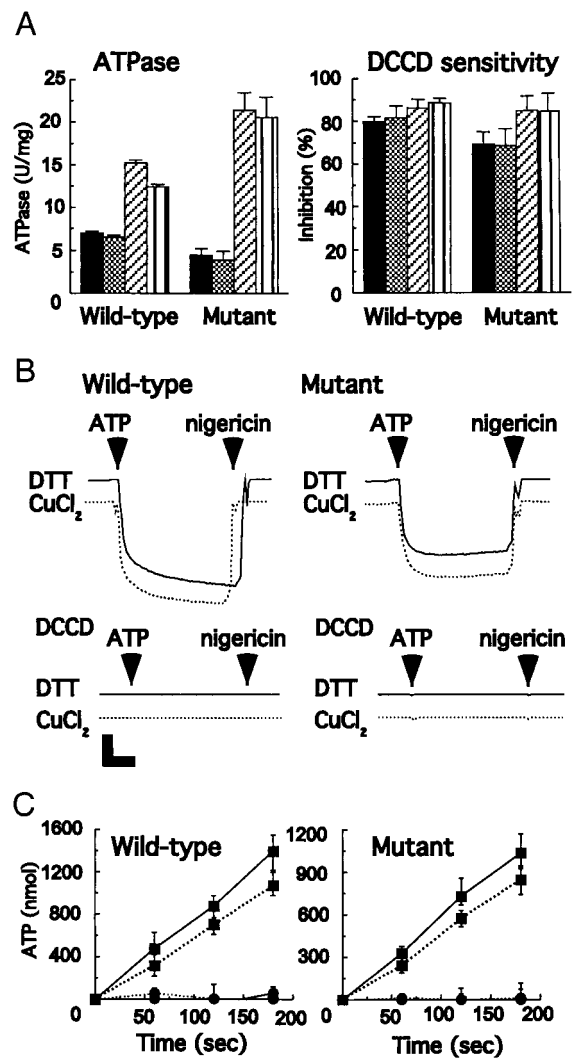 A
ATPase
DCCD sensitivity
ATPase (U/mg)
25
20
15
10
5
0
Wild-type
Mutant
Inhibition (%)
100
80
60
40
20
0
Wild-type
Mutant
B
Wild-type
Mutant
ATP
nigericin
ATP
nigericin
DTT
CuCl₂
DTT
CuCl₂
DCCD
ATP
nigericin
DCCD
ATP
nigericin
DTT
CuCl₂
DTT
CuCl₂
C
Wild-type
Mutant
ATP (nmol)
1600
1200
800
400
0
0
50
100
150
200
Time (sec)
1200
900
600
300
0
50
100
150
200
Time (sec)